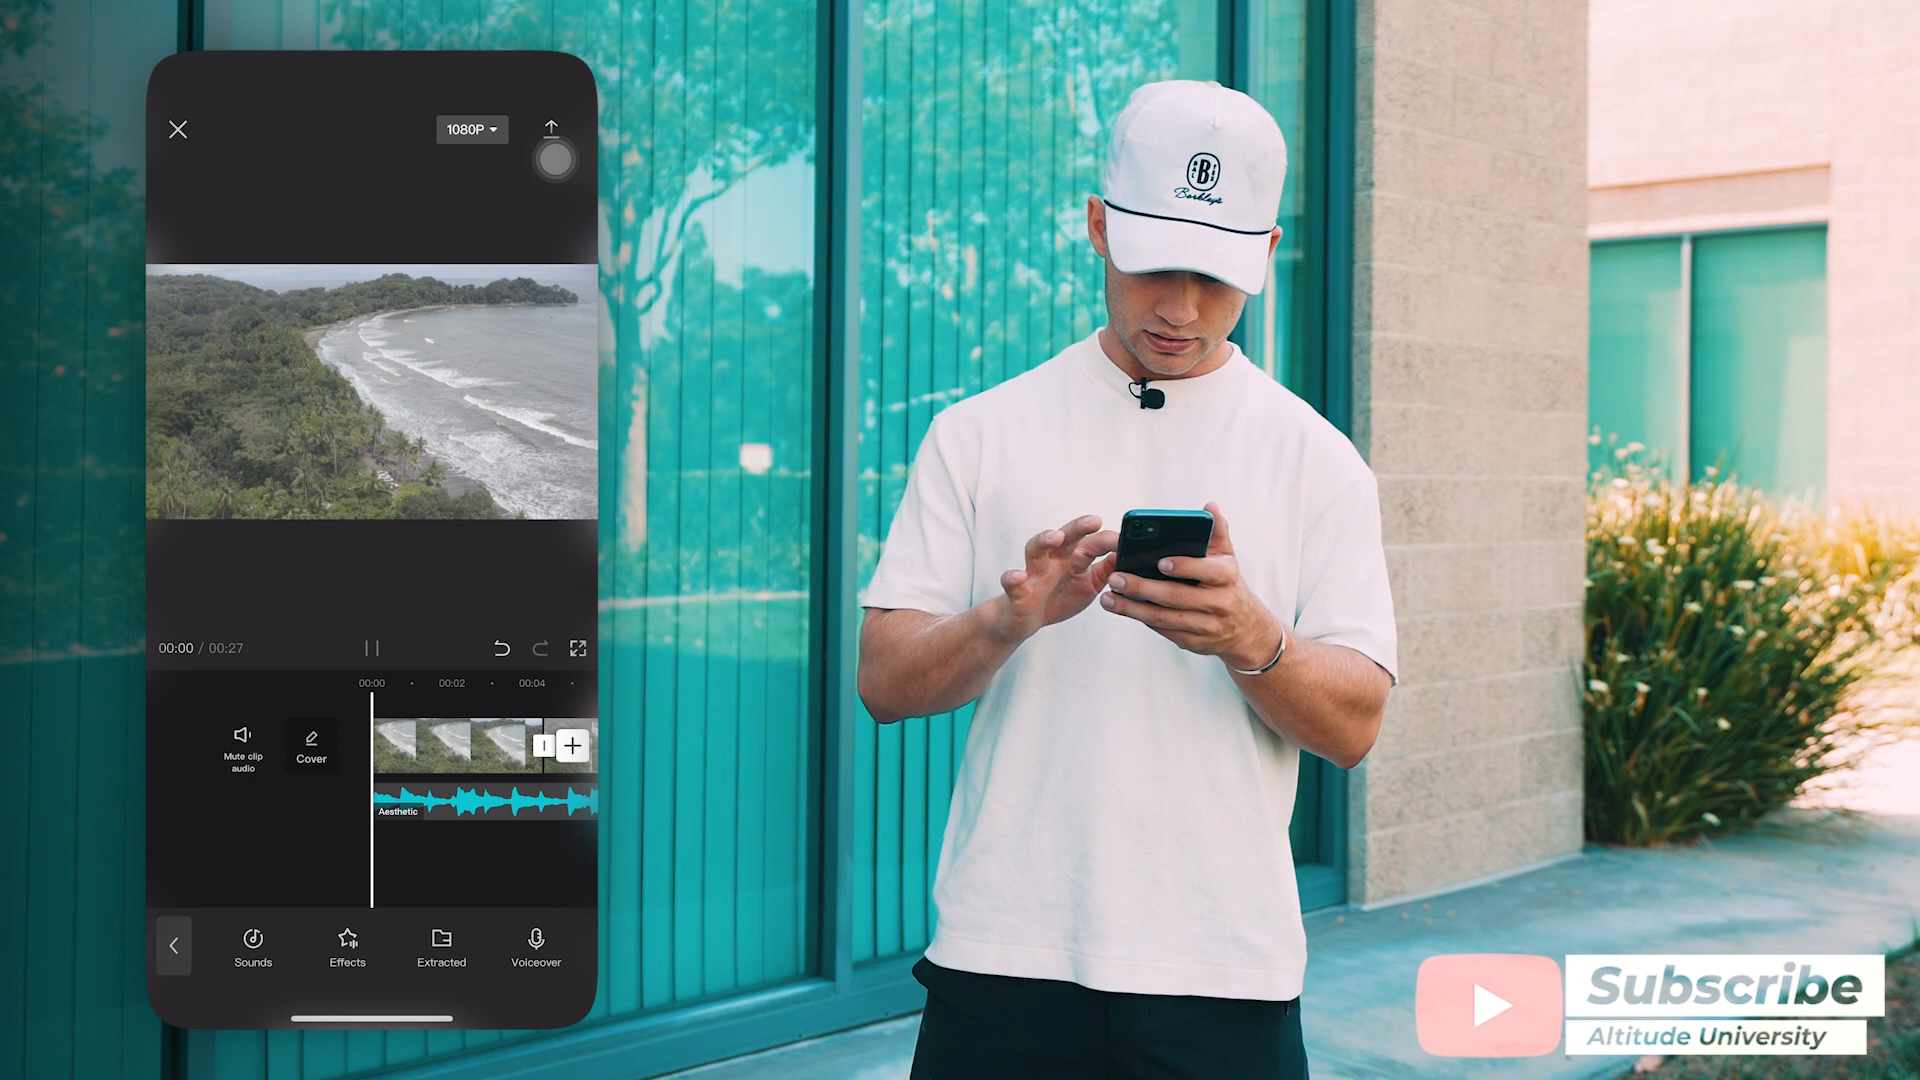 1080P
00:00 / 00:27
00:00 00:02 00:04
Mute clip
audio
Cover
Aesthetic
Sounds
Effects
Extracted
Voiceover
B
Berkleys
Subscribe
Altitude University